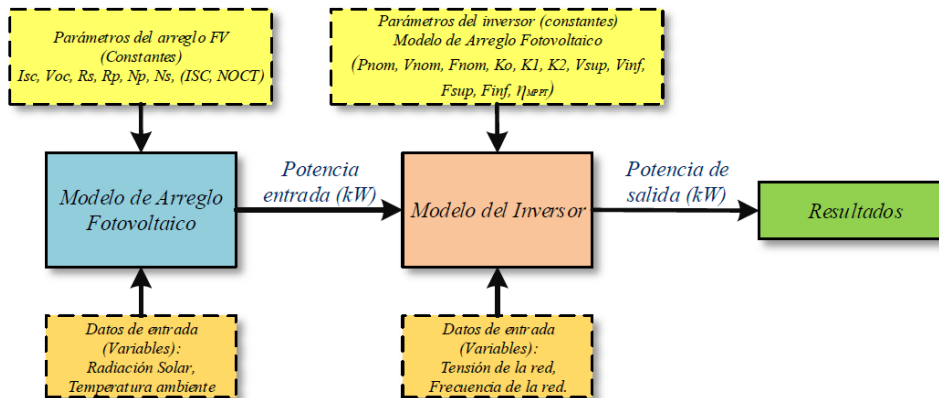 Parámetros del arreglo FV
(Constantes)
Isc, Voc, Rs, Rp, Np, Ns, (ISC, NOCT)
Parámetros del inversor (constantes)
Modelo de Arreglo Fotovoltaico
(Pnom, Vnom, Fnom, Ko, K1, K2, Vsup, Vinf,
Fsup, Finf, ηMPPT)
Modelo de Arreglo
Fotovoltaico
Potencia
entrada (kW)
Modelo del Inversor
Potencia de
salida (kW)
Resultados
Datos de entrada
(Variables):
Radiación Solar,
Temperatura ambiente
Datos de entrada
(Variables):
Tensión de la red,
Frecuencia de la red.